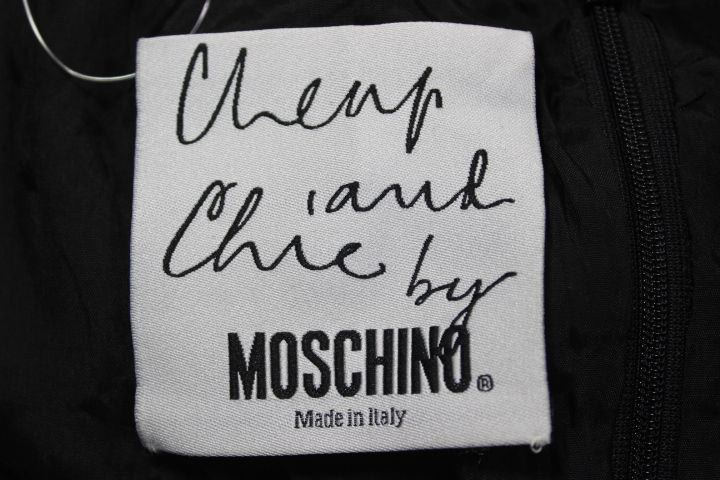 Cheap
and
Chic by
MOSCHINO®
Made in Italy